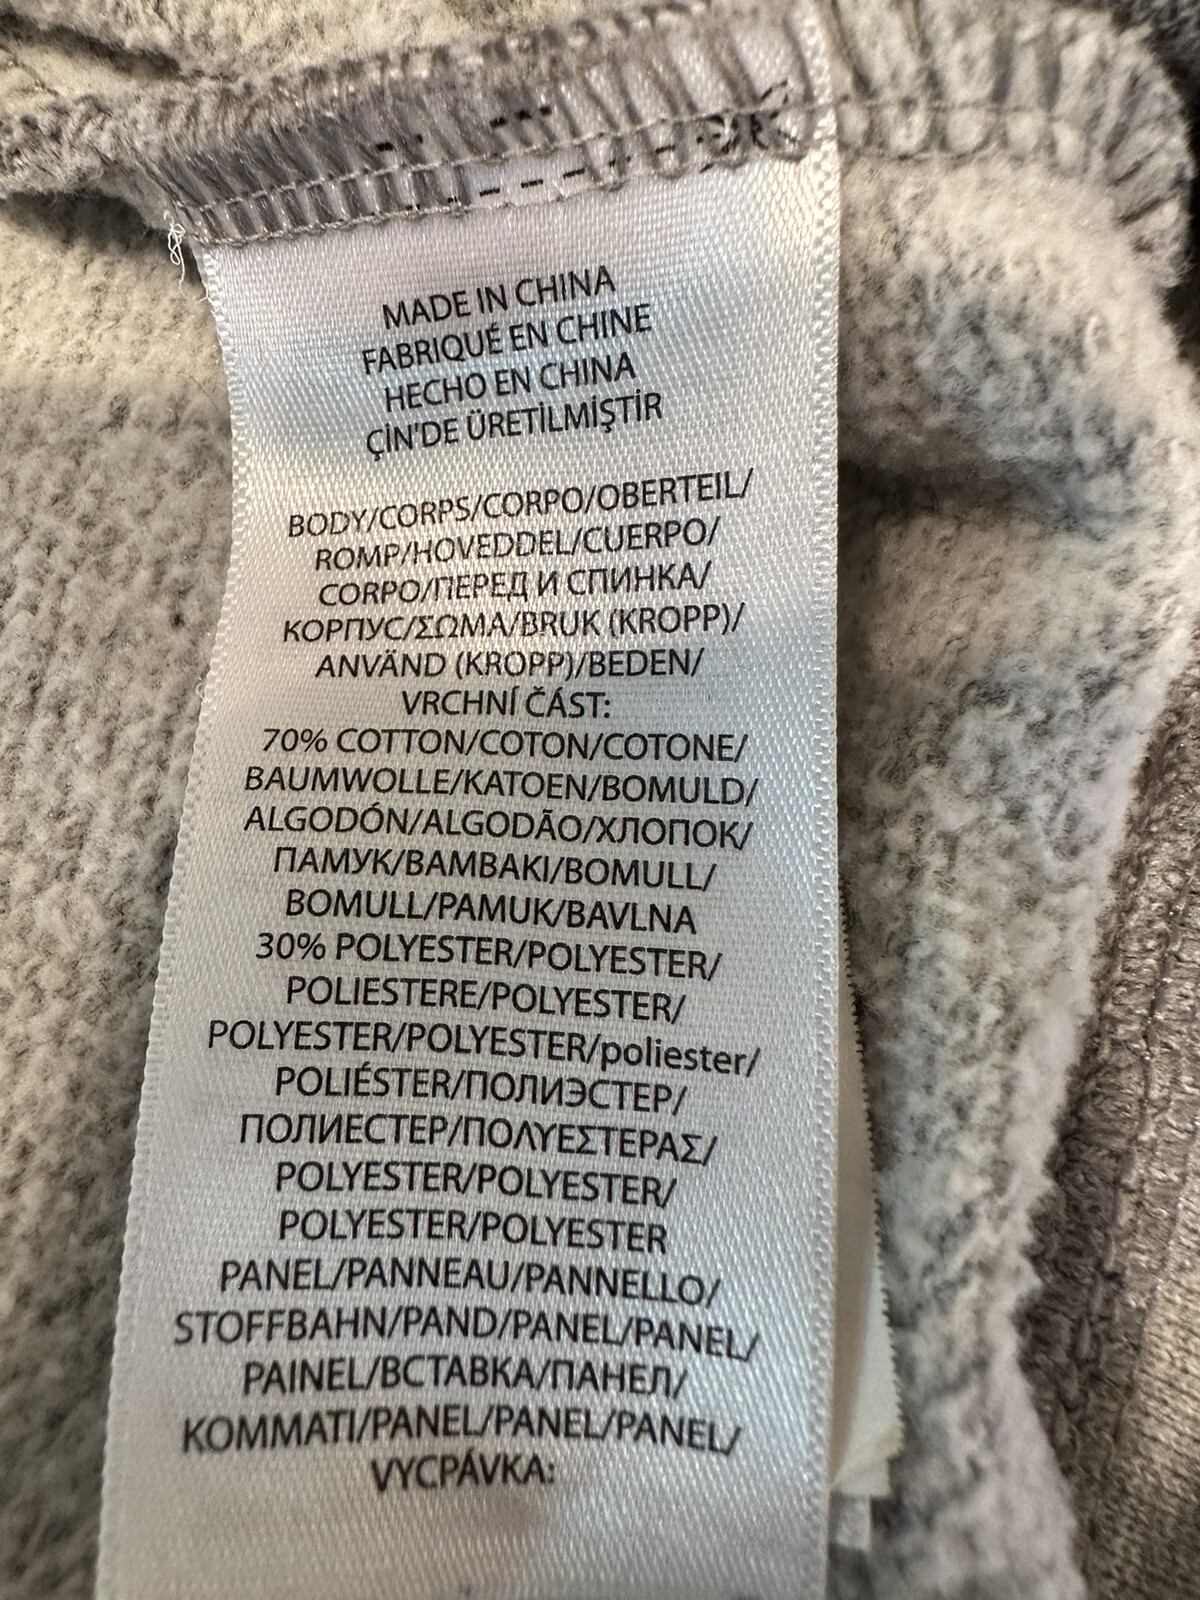 MADE IN CHINA
FABRIQUÉ EN CHINE
HECHO EN CHINA
ÇİN'DE ÜRETİLMİŞTİR
BODY/CORPS/CORPO/OBERTEIL/
ROMP/HOVEDDEL/CUERPO/
CORPO/ПЕРЕД И СПИНКА/
КОРПУС/ΣΩΜΑ/BRUK (KROPP)/
ANVÄND (KROPP)/BEDEN/
VRCHNÍ ČÁST:
70% COTTON/COTON/COTONE/
BAUMWOLLE/KATOEN/BOMULD/
ALGODÓN/ALGODÃO/ХЛОПОК/
ПАМУК/BAMBAKI/BOMULL/
BOMULL/PAMUK/BAVLNA
30% POLYESTER/POLYESTER/
POLIESTERE/POLYESTER/
POLYESTER/POLYESTER/poliester/
POLIÉSTER/ПОЛИЭСТЕР/
ПОЛИЕСТЕР/ΠΟΛΥΕΣΤΕΡΑΣ/
POLYESTER/POLYESTER/
POLYESTER/POLYESTER
PANEL/PANNEAU/PANNELLO/
STOFFBAHN/PAND/PANEL/PANEL/
PAINEL/ВСТАВКА/ПАНЕЛ/
KOMMATI/PANEL/PANEL/PANEL/
VYCPÁVKA: